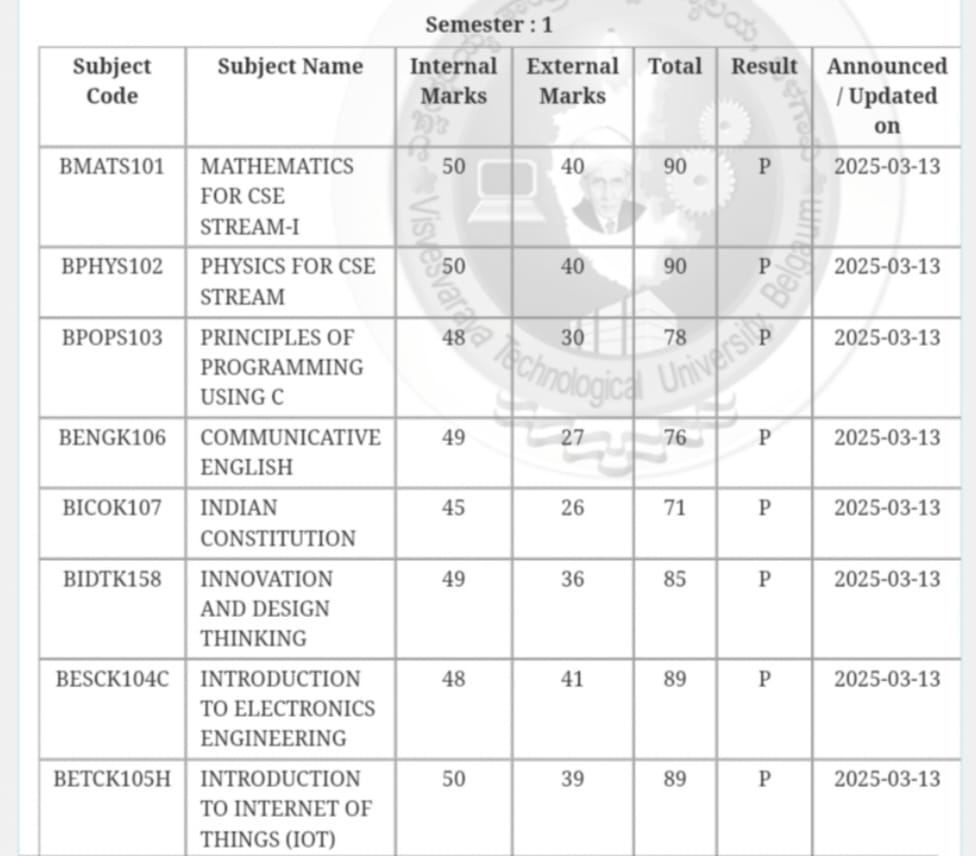 Semester : 1
Subject Code Subject Name Internal Marks External Marks Total Result Announced / Updated on
BMATS101 MATHEMATICS FOR CSE STREAM-I 50 40 90 P 2025-03-13
BPHYS102 PHYSICS FOR CSE STREAM 50 40 90 P 2025-03-13
BPOPS103 PRINCIPLES OF PROGRAMMING USING C 48 30 78 P 2025-03-13
BENGK106 COMMUNICATIVE ENGLISH 49 27 76 P 2025-03-13
BICOK107 INDIAN CONSTITUTION 45 26 71 P 2025-03-13
BIDTK158 INNOVATION AND DESIGN THINKING 49 36 85 P 2025-03-13
BESCK104C INTRODUCTION TO ELECTRONICS ENGINEERING 48 41 89 P 2025-03-13
BETCK105H INTRODUCTION TO INTERNET OF THINGS (IOT) 50 39 89 P 2025-03-13
Visvesvaraya Technological University, Belgaum